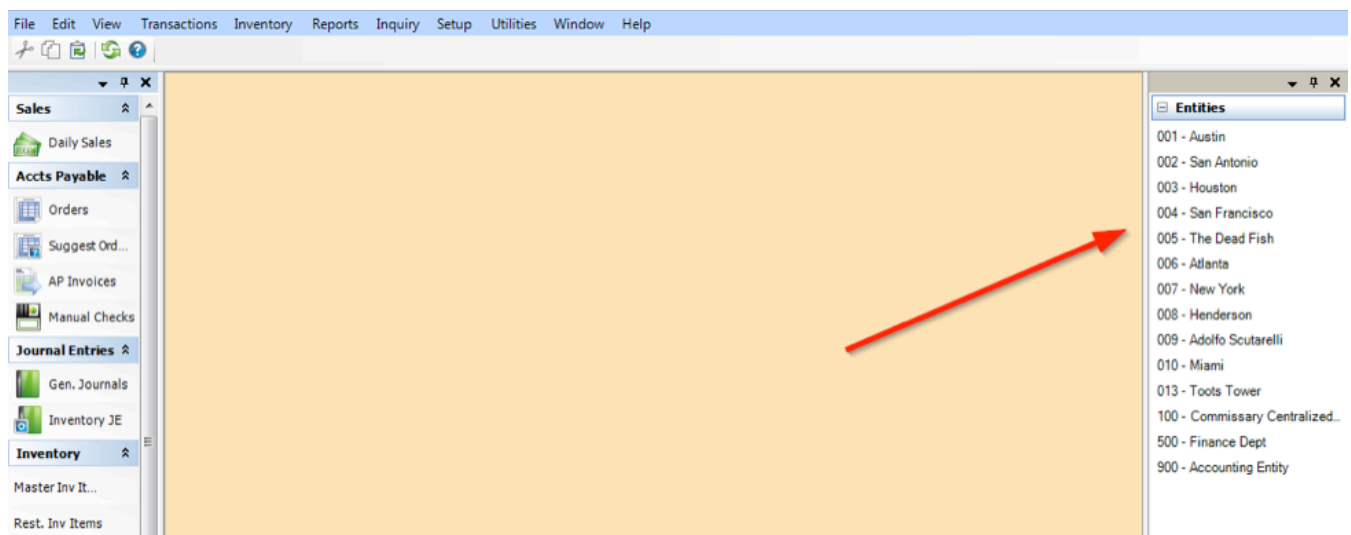 File Edit View Transactions Inventory Reports Inquiry Setup Utilities Window Help
Sales
Daily Sales
Accts Payable
Orders
Suggest Ord...
AP Invoices
Manual Checks
Journal Entries
Gen. Journals
Inventory JE
Inventory
Master Inv It...
Rest. Inv Items
Entities
001 - Austin
002 - San Antonio
003 - Houston
004 - San Francisco
005 - The Dead Fish
006 - Atlanta
007 - New York
008 - Henderson
009 - Adolfo Scutarelli
010 - Miami
013 - Toots Tower
100 - Commissary Centralized..
500 - Finance Dept
900 - Accounting Entity